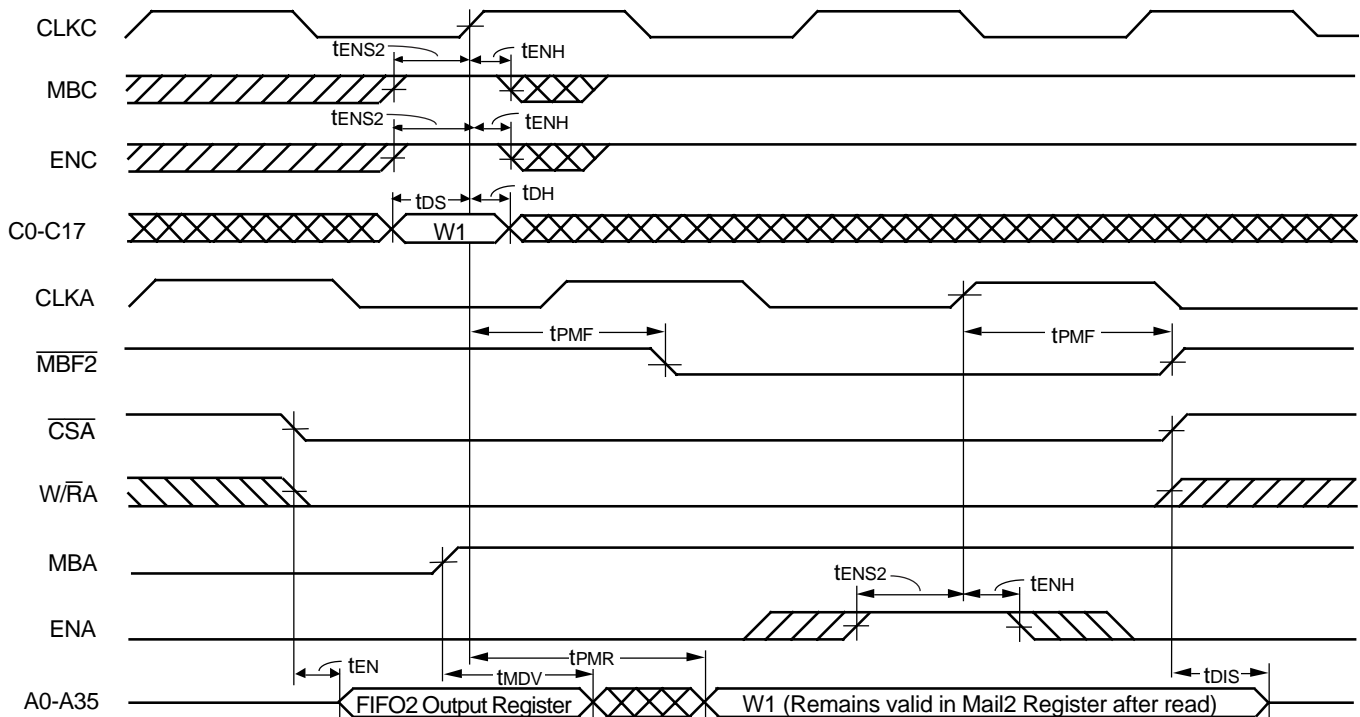 CLKC
tENS2 tENH
MBC
tENS2 tENH
ENC
tDS tDH
C0-C17 W1
CLKA
tPMF tPMF
MBF2
CSA
W/RA
MBA
tENS2 tENH
ENA
tEN tMDV tPMR tDIS
A0-A35 FIFO2 Output Register W1 (Remains valid in Mail2 Register after read)